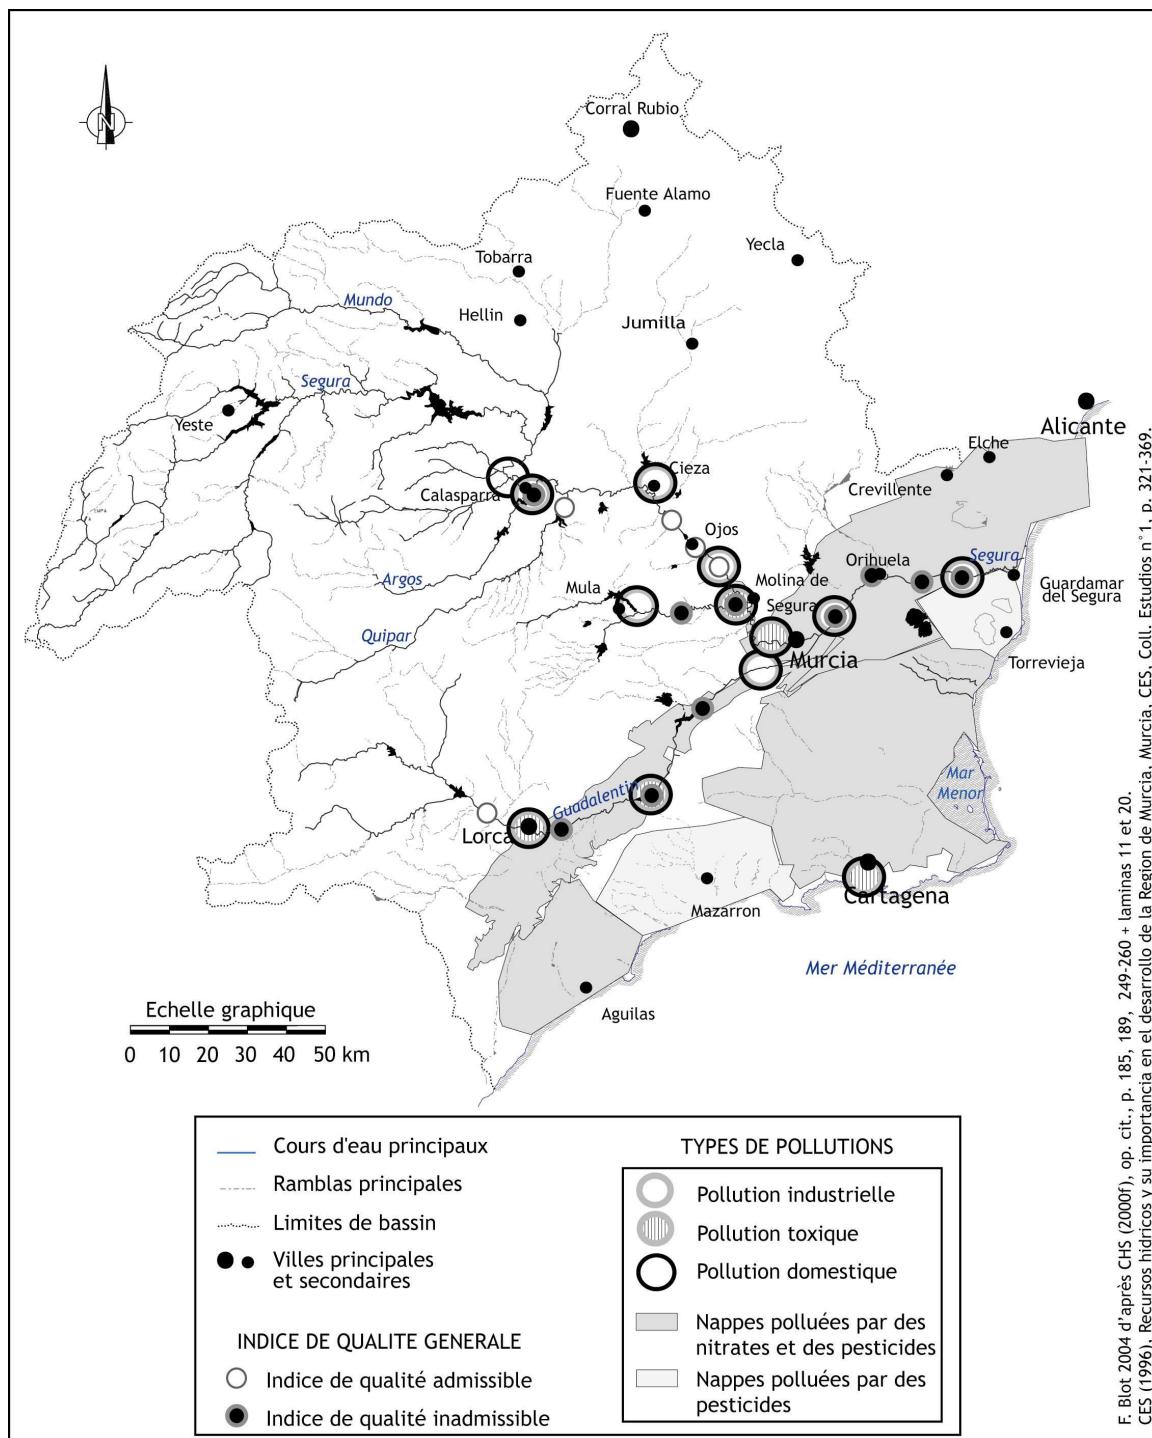 N
Corral Rubio
Fuente Alamo
Yecla
Tobarra
Mundo
Hellin
Jumilla
Segura
Yeste
Alicante
Elche
Cieza
Crevillente
Calasparra
Ojos
Orihuela
Segura
Argos
Mula
Molina de
Segura
Guardamar
del Segura
Quipar
Murcia
Torrevieja
Mar
Menor
Guadalentin
Lorca
Cartagena
Mazarron
Mer Méditerranée
Aguilas
Echelle graphique
0 10 20 30 50 km
Cours d'eau principaux
Ramblas principales
Limites de bassin
Villes principales
et secondaires
INDICE DE QUALITE GENERALE
Indice de qualité admissible
Indice de qualité inadmissible
TYPES DE POLLUTIONS
Pollution industrielle
Pollution toxique
Pollution domestique
Nappes polluées par des
nitrates et des pesticides
Nappes polluées par des
pesticides
F. Blot 2004 d'après CHS (2000f), op. cit., p. 185, 189, 249-260 + laminas 11 et 20.
CES (1996), Recursos hidricos y su importancia en el desarrollo de la Region de Murcia, Murcia, CES, Coll. Estudios n°1, p. 321-369.